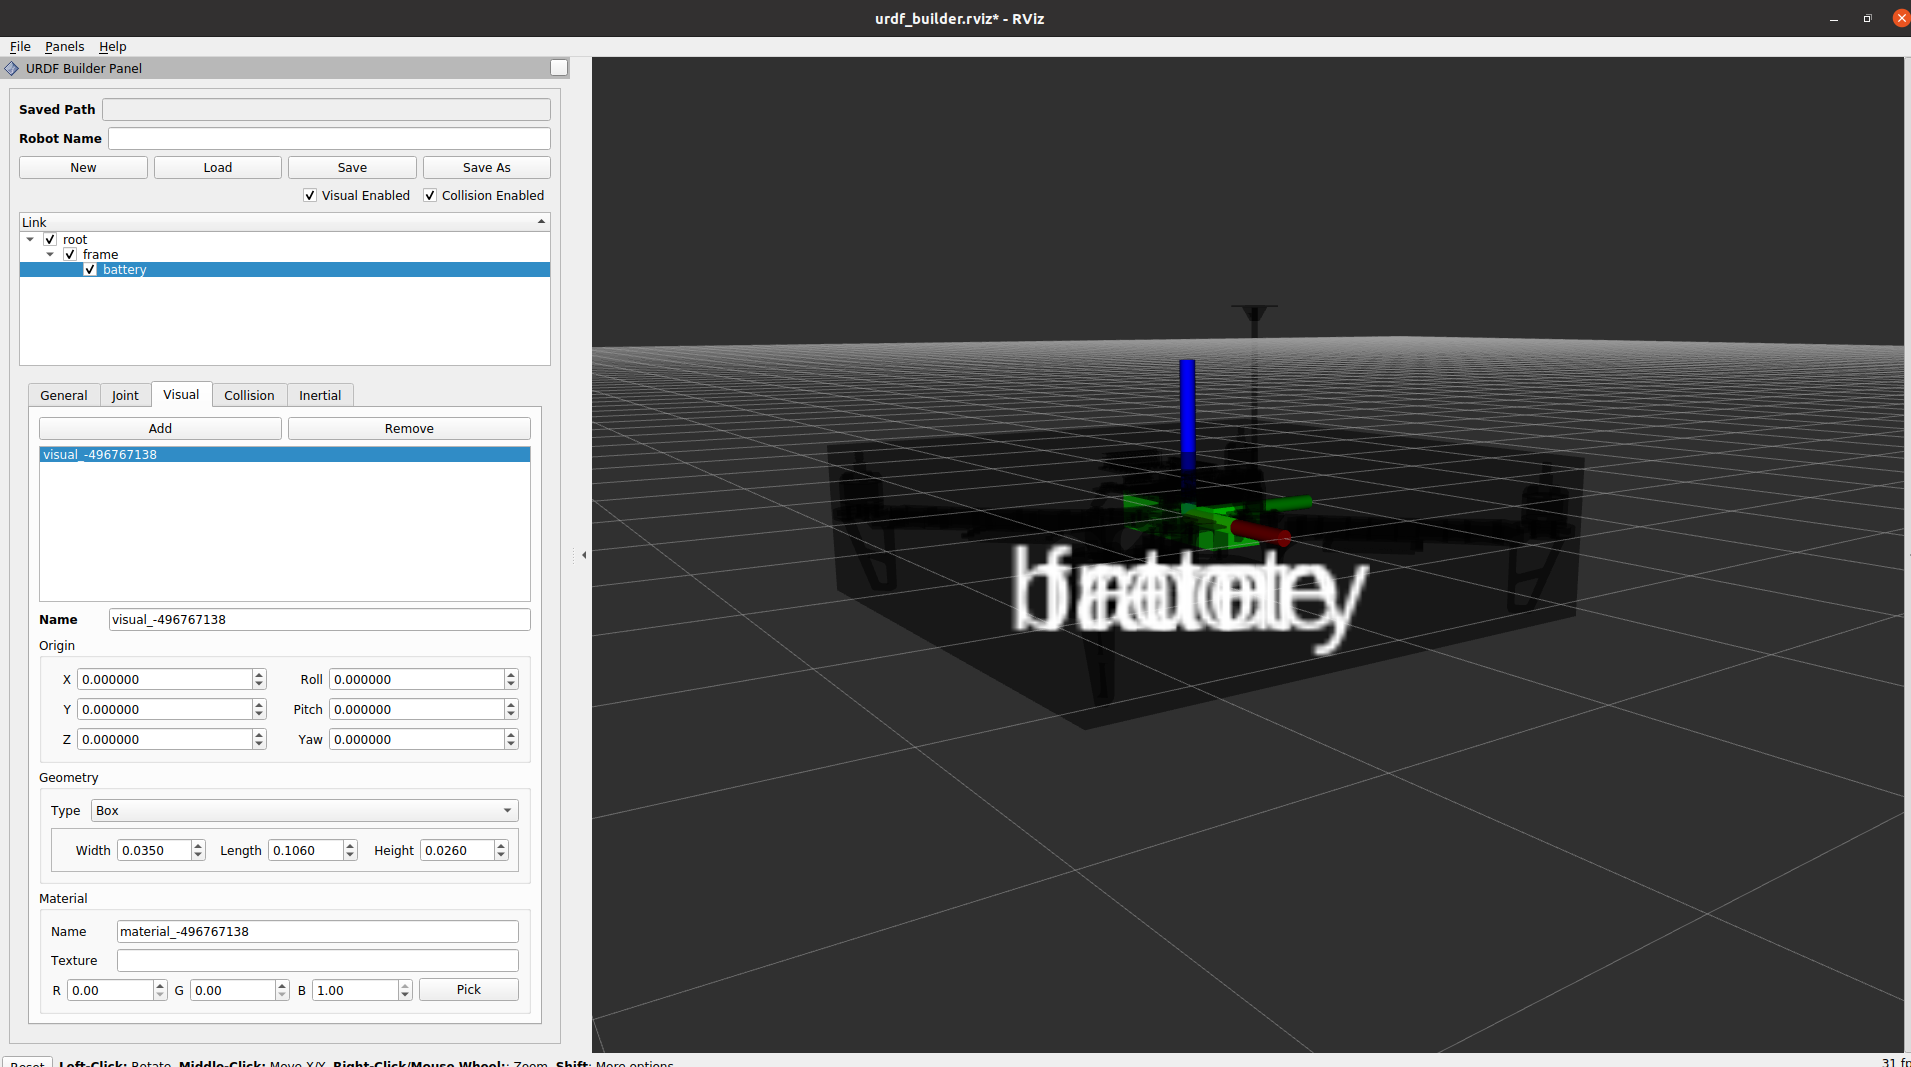 urdf_builder.rviz* - RViz
File Panels Help
URDF Builder Panel
Saved Path
Robot Name
New Load Save Save As
Visual Enabled Collision Enabled
Link
root
frame
battery
General Joint Visual Collision Inertial
Add Remove
visual_-496767138
Name visual_-496767138
Origin
X 0.000000 Roll 0.000000
Y 0.000000 Pitch 0.000000
Z 0.000000 Yaw 0.000000
Geometry
Type Box
Width 0.0350 Length 0.1060 Height 0.0260
Material
Name material_-496767138
Texture
R 0.00 G 0.00 B 1.00 Pick
Reset Left-Click: Rotate. Middle-Click: Move X/Y. Right-Click/Mouse Wheel:: Zoom. Shift: More options.
31 fp